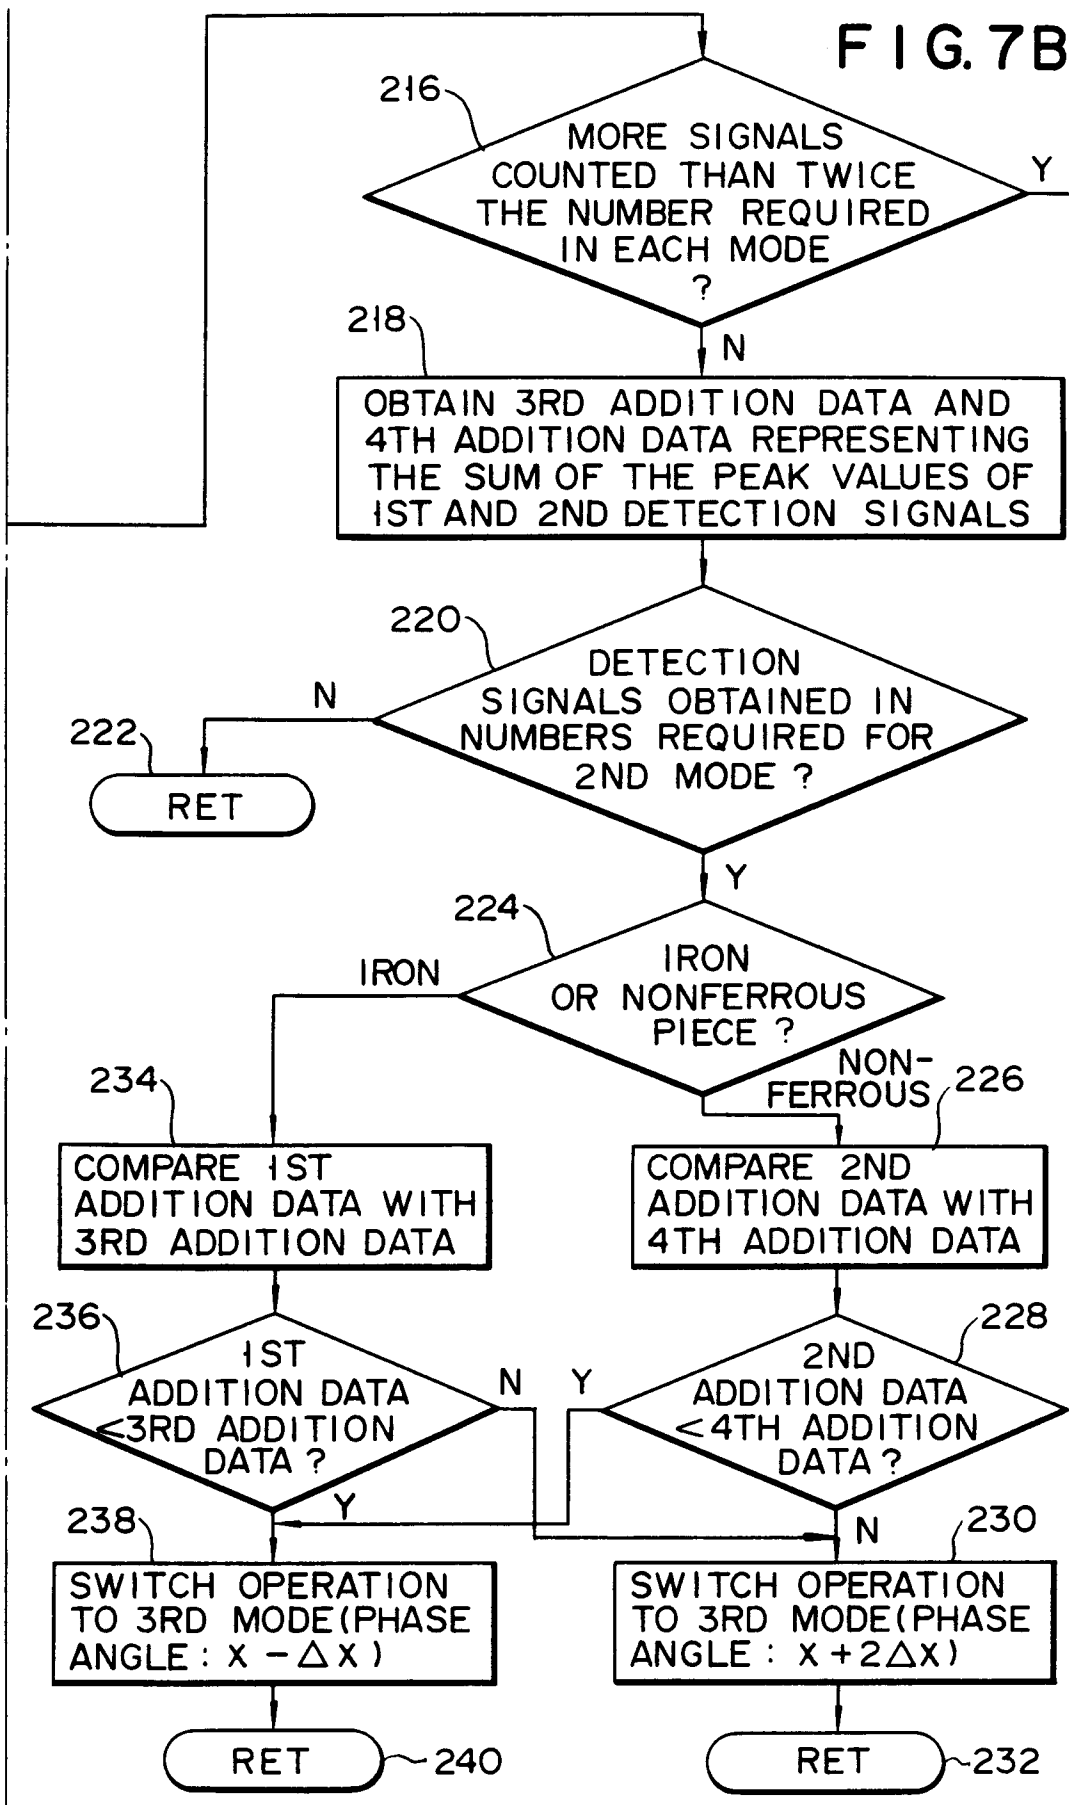 FIG. 7B
216
MORE SIGNALS
COUNTED THAN TWICE
THE NUMBER REQUIRED
IN EACH MODE
?
Y
N
218
OBTAIN 3RD ADDITION DATA AND
4TH ADDITION DATA REPRESENTING
THE SUM OF THE PEAK VALUES OF
1ST AND 2ND DETECTION SIGNALS
220
DETECTION
SIGNALS OBTAINED IN
NUMBERS REQUIRED FOR
2ND MODE ?
N
222
RET
Y
224
IRON
OR NONFERROUS
PIECE ?
IRON
NON-
FERROUS
234
COMPARE 1ST
ADDITION DATA WITH
3RD ADDITION DATA
226
COMPARE 2ND
ADDITION DATA WITH
4TH ADDITION DATA
236
1ST
ADDITION DATA
<3RD ADDITION
DATA ?
N
Y
228
2ND
ADDITION DATA
<4TH ADDITION
DATA ?
Y
N
238
SWITCH OPERATION
TO 3RD MODE (PHASE
ANGLE : X - ΔX )
230
SWITCH OPERATION
TO 3RD MODE (PHASE
ANGLE : X + 2ΔX)
RET
240
RET
232